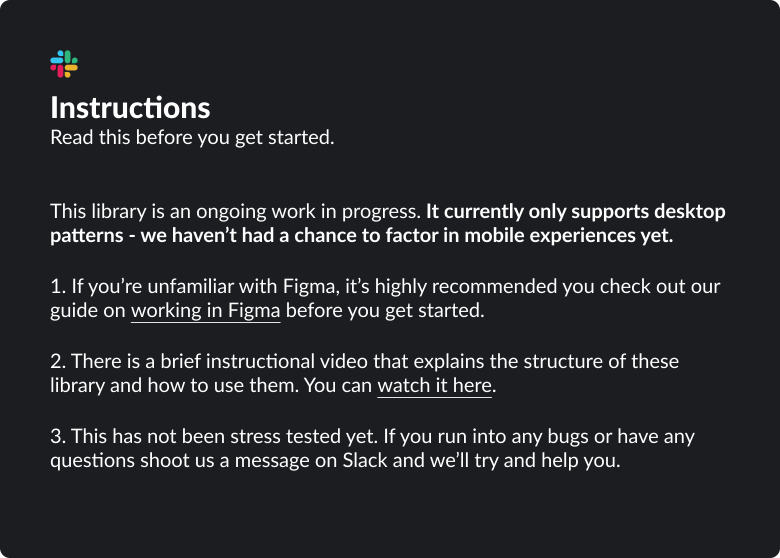 Instructions
Read this before you get started.
This library is an ongoing work in progress. It currently only supports desktop
patterns - we haven’t had a chance to factor in mobile experiences yet.
1. If you’re unfamiliar with Figma, it’s highly recommended you check out our
guide on working in Figma before you get started.
2. There is a brief instructional video that explains the structure of these
library and how to use them. You can watch it here.
3. This has not been stress tested yet. If you run into any bugs or have any
questions shoot us a message on Slack and we’ll try and help you.